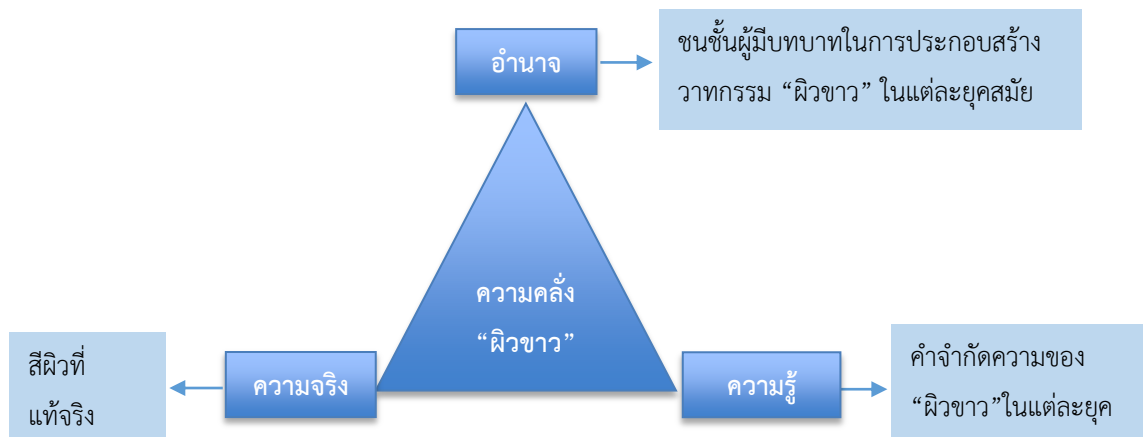 อำนาจ
ชนชั้นผู้มีบทบาทในการประกอบสร้าง
วาทกรรม “ผิวขาว” ในแต่ละยุคสมัย
ความคลั่ง
“ผิวขาว”
สีผิวที่
แท้จริง
ความจริง
ความรู้
คำจำกัดความของ
“ผิวขาว”ในแต่ละยุค